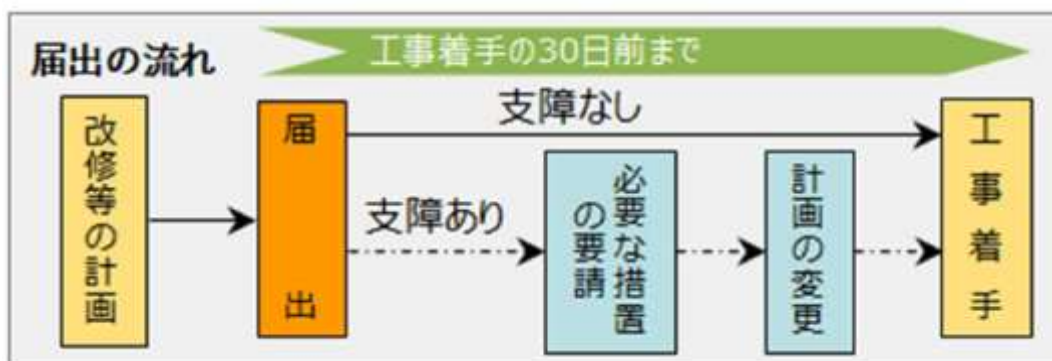 届出の流れ
工事着手の30日前まで
改修等の計画
届出
支障なし
支障あり
必要な措置
の要請
計画の変更
工事着手